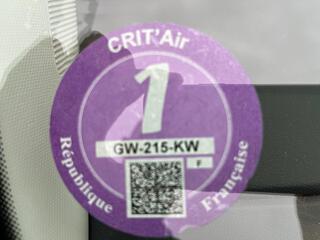 CRIT'Air
1
GW-215-KW
F
République Française